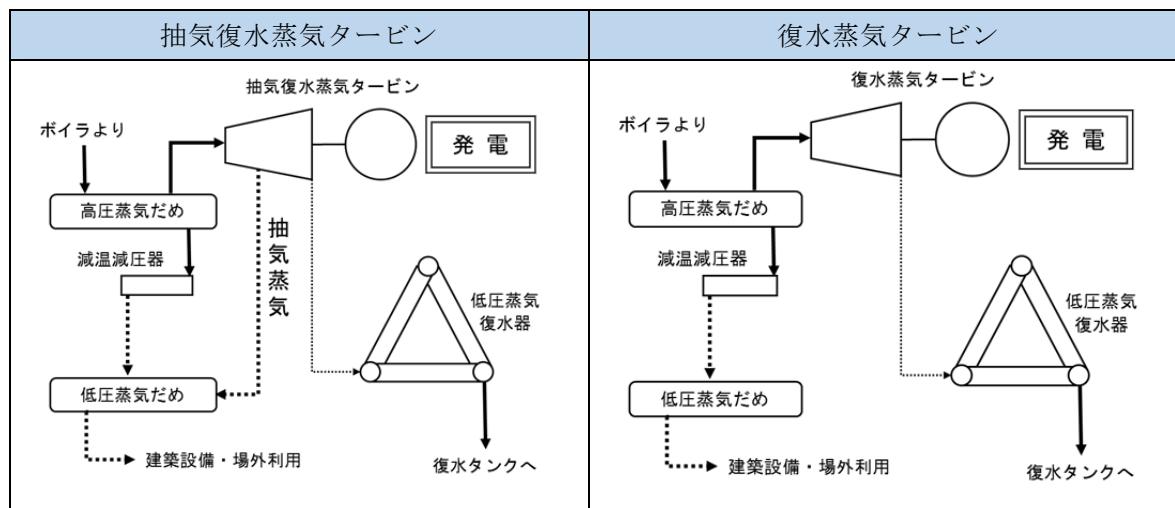 抽気復水蒸気タービン
抽気復水蒸気タービン
ボイラより
発 電
高圧蒸気だめ
減温減圧器
抽気蒸気
低圧蒸気
復水器
低圧蒸気だめ
建築設備・場外利用
復水タンクへ
復水蒸気タービン
復水蒸気タービン
ボイラより
発 電
高圧蒸気だめ
減温減圧器
低圧蒸気
復水器
低圧蒸気だめ
建築設備・場外利用
復水タンクへ